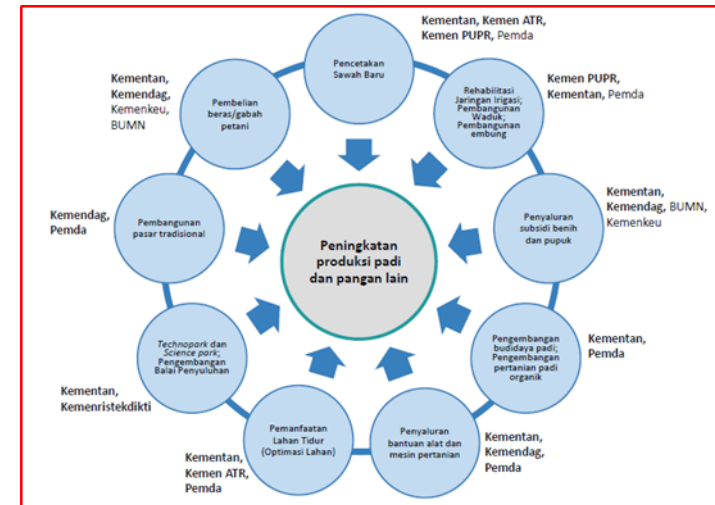 Pencetakan
Sawah Baru
Kementan, Kemen ATR,
Kemen PUPR, Pemda
Rehabilitasi
Jaringan Irigasi;
Pembangunan
Waduk;
Pembangunan
embung
Kemen PUPR,
Kementan, Pemda
Penyaluran
subsidi benih
dan pupuk
Kementan,
Kemendag, BUMN,
Kemenkeu
Pengembangan
budidaya padi;
Pengembangan
pertanian padi
organik
Kementan,
Pemda
Penyaluran
bantuan alat dan
mesin pertanian
Kementan,
Kemendag,
Pemda
Pemanfaatan
Lahan Tidur
(Optimasi Lahan)
Kementan,
Kemen ATR,
Pemda
Technopark dan
Science park;
Pengembangan
Balai Penyuluhan
Kementan,
Kemenristekdikti
Pembangunan
pasar tradisional
Kemendag,
Pemda
Pembelian
beras/gabah
petani
Kementan,
Kemendag,
Kemenkeu,
BUMN
Peningkatan
produksi padi
dan pangan lain